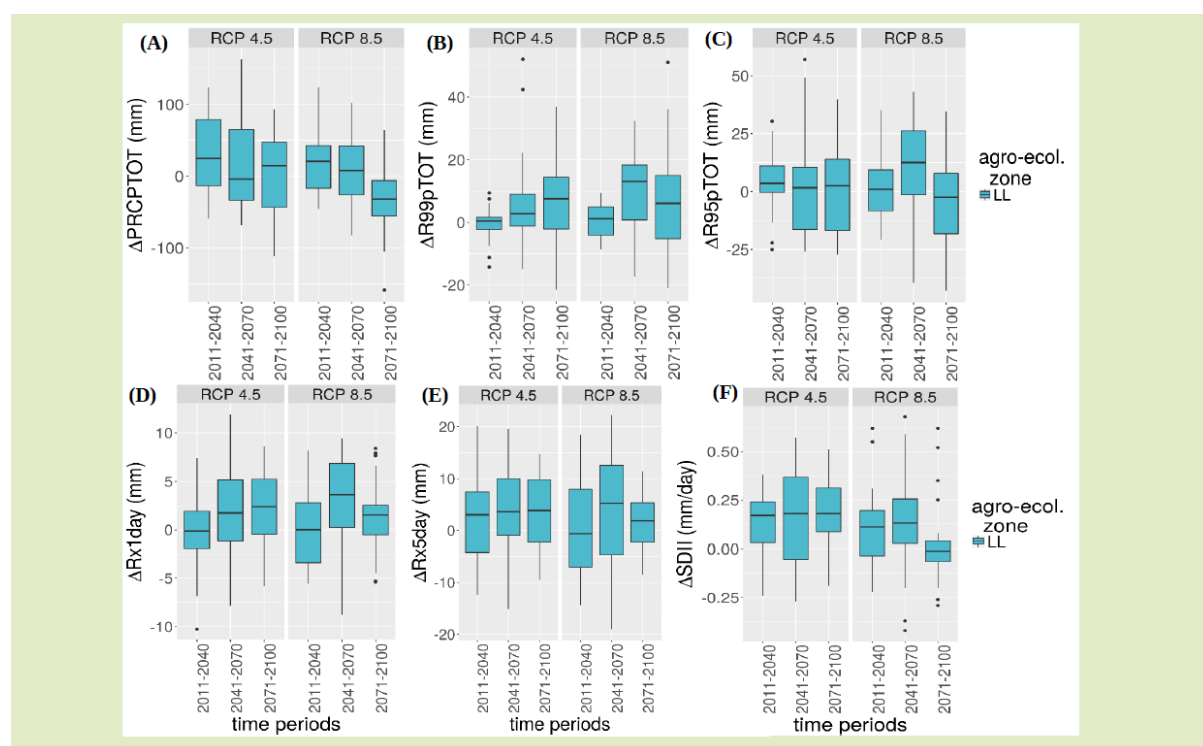 (A)
RCP 4.5
RCP 8.5
ΔPRCPTOT (mm)
100
0
-100
2011-2040
2041-2070
2071-2100
2011-2040
2041-2070
2071-2100
(B)
RCP 4.5
RCP 8.5
ΔR99pTOT (mm)
40
20
0
-20
2011-2040
2041-2070
2071-2100
2011-2040
2041-2070
2071-2100
(C)
RCP 4.5
RCP 8.5
ΔR95pTOT (mm)
50
25
0
-25
2011-2040
2041-2070
2071-2100
2011-2040
2041-2070
2071-2100
agro-ecol.
zone
LL
(D)
RCP 4.5
RCP 8.5
ΔRx1day (mm)
10
5
0
-5
-10
2011-2040
2041-2070
2071-2100
2011-2040
2041-2070
2071-2100
time periods
(E)
RCP 4.5
RCP 8.5
ΔRx5day (mm)
20
10
0
-10
-20
2011-2040
2041-2070
2071-2100
2011-2040
2041-2070
2071-2100
time periods
(F)
RCP 4.5
RCP 8.5
ΔSDII (mm/day)
0.50
0.25
0.00
-0.25
2011-2040
2041-2070
2071-2100
2011-2040
2041-2070
2071-2100
time periods
agro-ecol.
zone
LL